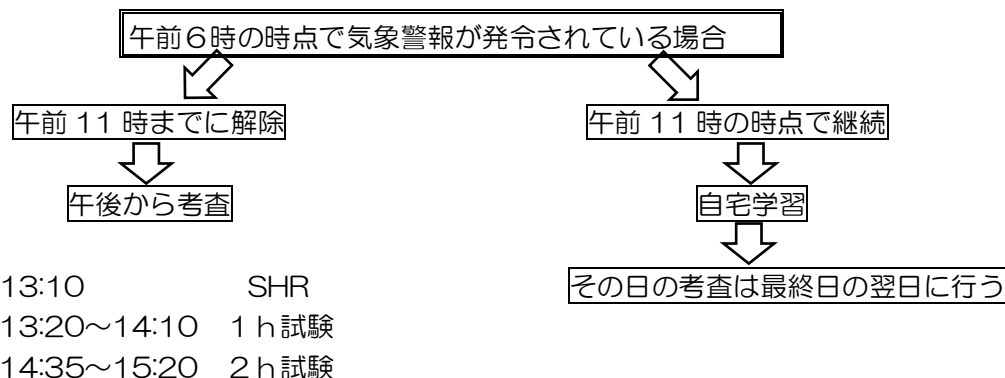 午前６時の時点で気象警報が発令されている場合
午前 11 時までに解除
午前 11 時の時点で継続
午後から考査
自宅学習
その日の考査は最終日の翌日に行う
13:10 SHR
13:20～14:10 １ｈ試験
14:35～15:20 ２ｈ試験